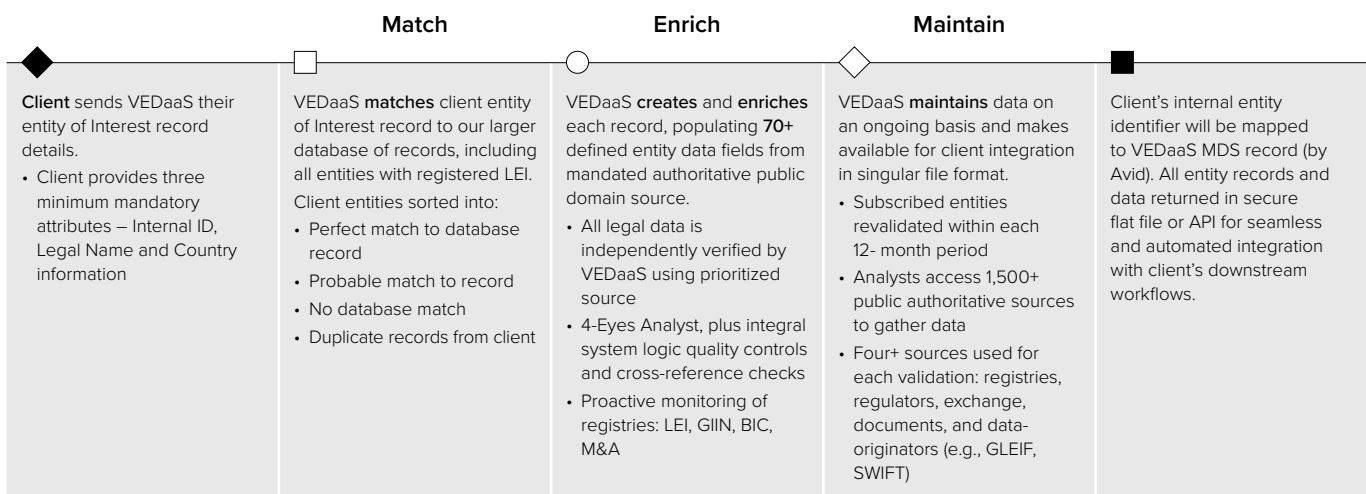 Match
Enrich
Maintain
Client sends VEDaaS their
entity of Interest record
details.
• Client provides three
minimum mandatory
attributes – Internal ID,
Legal Name and Country
information
VEDaaS matches client entity
of Interest record to our larger
database of records, including
all entities with registered LEI.
Client entities sorted into:
• Perfect match to database
record
• Probable match to record
• No database match
• Duplicate records from client
VEDaaS creates and enriches
each record, populating 70+
defined entity data fields from
mandated authoritative public
domain source.
• All legal data is
independently verified by
VEDaaS using prioritized
source
• 4-Eyes Analyst, plus integral
system logic quality controls
and cross-reference checks
• Proactive monitoring of
registries: LEI, GIIN, BIC,
M&A
VEDaaS maintains data on
an ongoing basis and makes
available for client integration
in singular file format.
• Subscribed entities
revalidated within each
12- month period
• Analysts access 1,500+
public authoritative sources
to gather data
• Four+ sources used for
each validation: registries,
regulators, exchange,
documents, and data-
originators (e.g., GLEIF,
SWIFT)
Client’s internal entity
identifier will be mapped
to VEDaaS MDS record (by
Avid). All entity records and
data returned in secure
flat file or API for seamless
and automated integration
with client’s downstream
workflows.